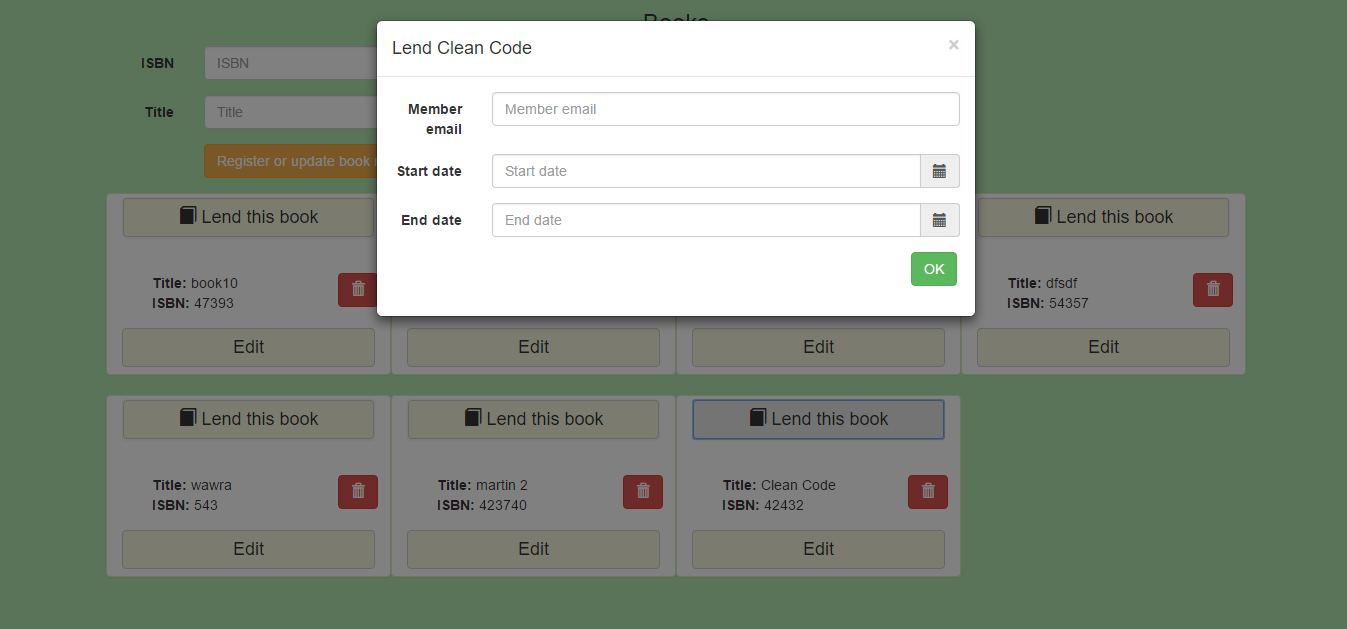 Books
Lend Clean Code ×
ISBN ISBN
Title Title
Register or update book
Member email Member email
Start date Start date
End date End date
OK
Lend this book Lend this book
Title: book10 Title: dfsdf
ISBN: 47393 ISBN: 54357
Edit Edit Edit Edit
Lend this book Lend this book Lend this book
Title: wawra Title: martin 2 Title: Clean Code
ISBN: 543 ISBN: 423740 ISBN: 42432
Edit Edit Edit